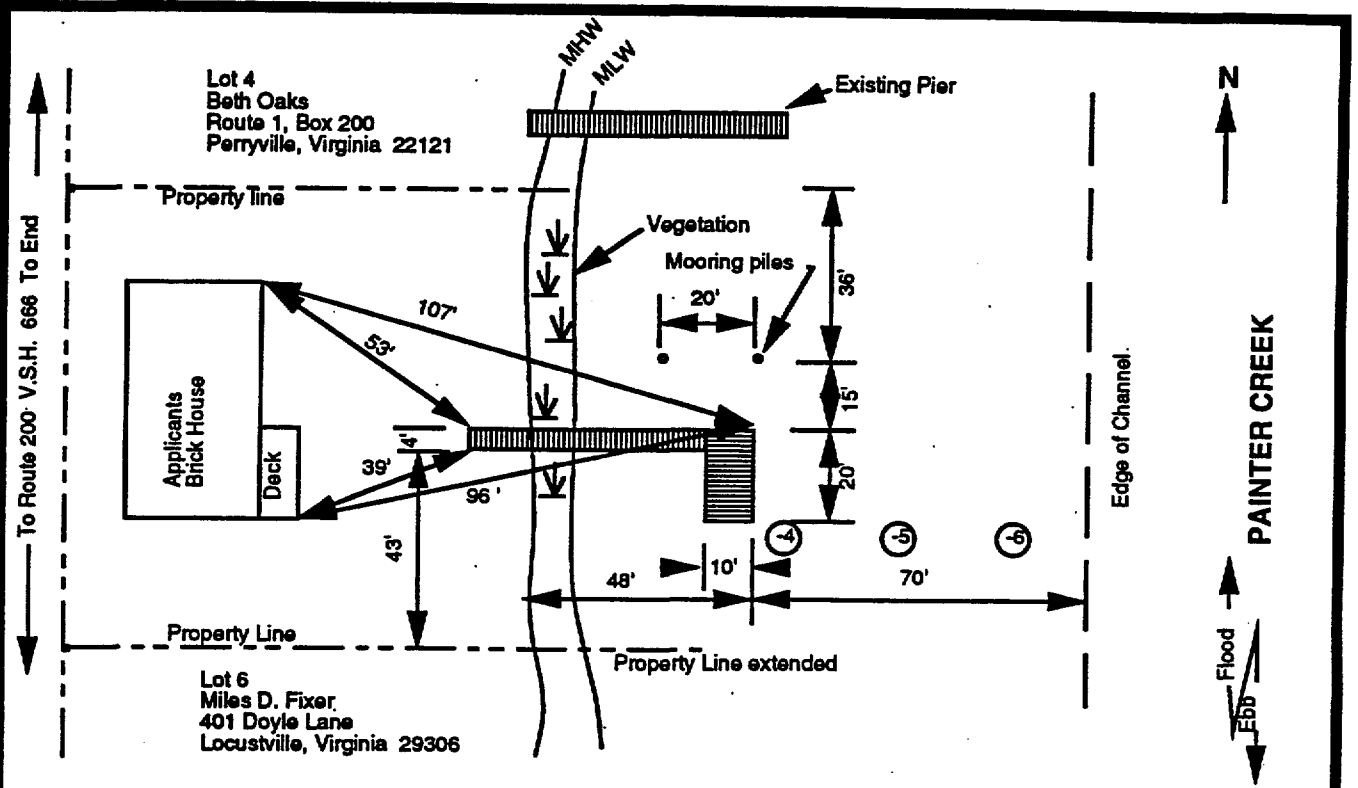 MHW
MLW
Lot 4
Beth Oaks
Route 1, Box 200
Perryville, Virginia 22121
Existing Pier
N
Property line
Vegetation
Mooring piles
To Route 200 V.S.H. 666 To End
20'
36'
107'
53'
15'
Applicants
Brick House
Deck
4'
39'
96 '
20'
43'
-4
-5
-6
48'
10'
70'
Edge of Channel
PAINTER CREEK
Flood
Ebb
Property Line
Property Line extended
Lot 6
Miles D. Fixer
401 Doyle Lane
Locustville, Virginia 29306